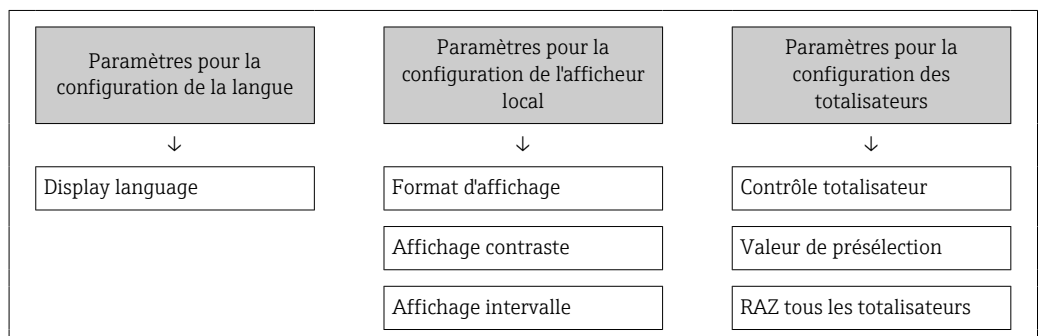 Paramètres pour la
configuration de la langue
Paramètres pour la
configuration de l'afficheur
local
Paramètres pour la
configuration des
totalisateurs
↓
↓
↓
Display language
Format d'affichage
Contrôle totalisateur
Affichage contraste
Valeur de présélection
Affichage intervalle
RAZ tous les totalisateurs